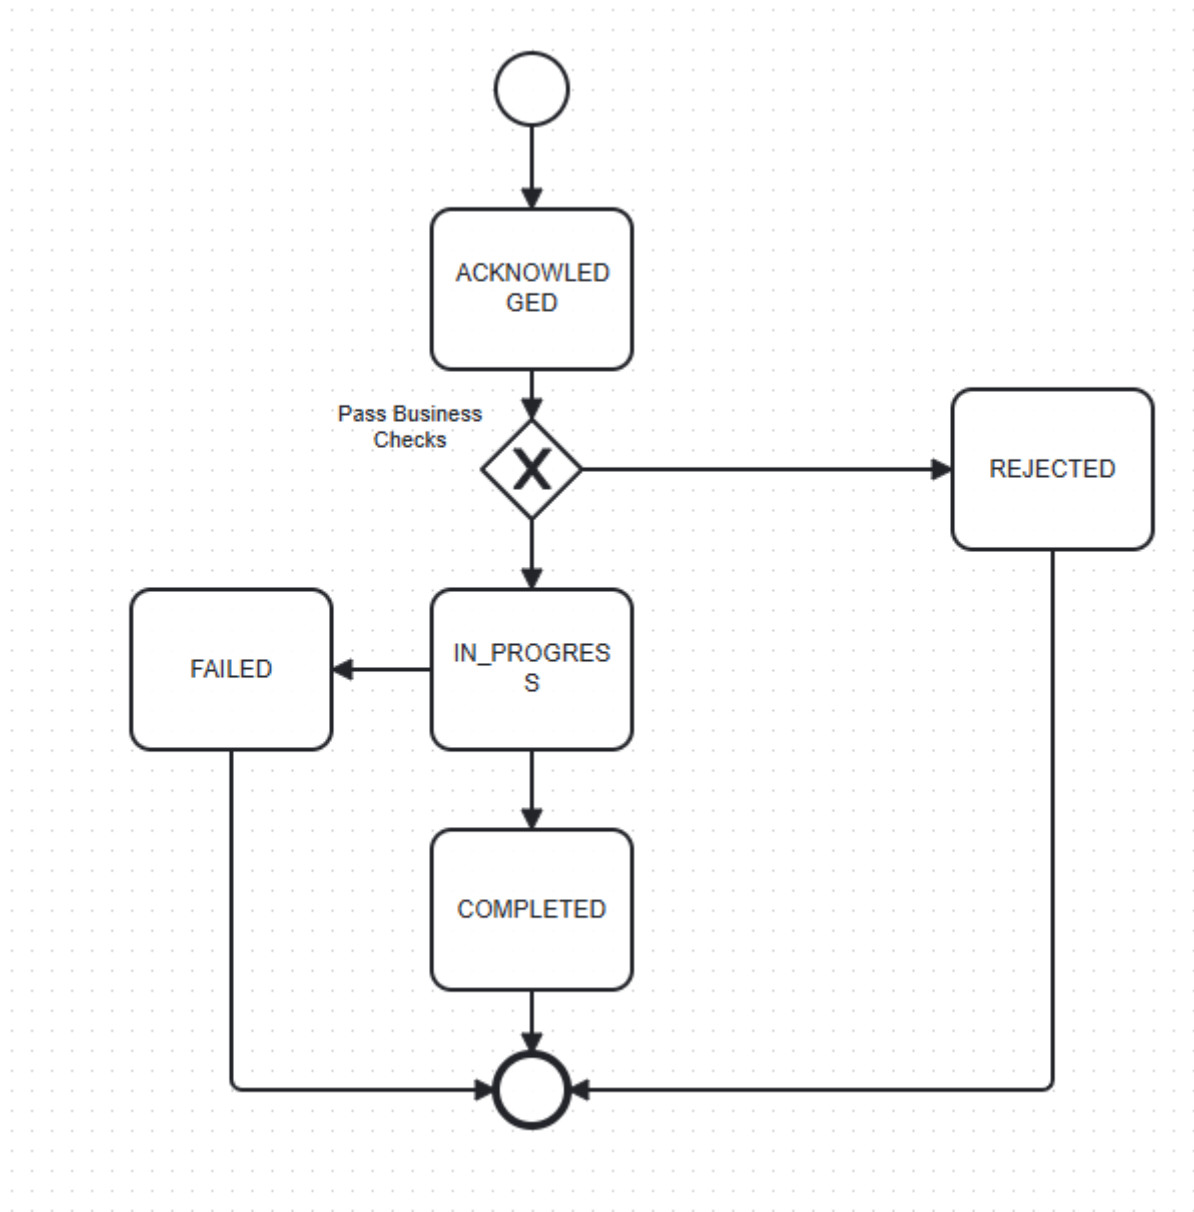 ACKNOWLED
GED
Pass Business
Checks
X
REJECTED
FAILED
IN_PROGRES
S
COMPLETED